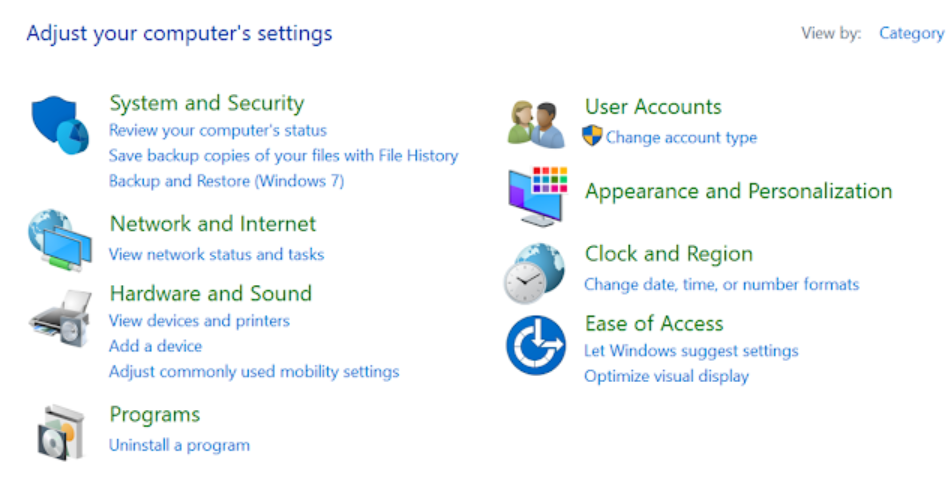 Adjust your computer's settings
View by: Category
System and Security
Review your computer's status
Save backup copies of your files with File History
Backup and Restore (Windows 7)
Network and Internet
View network status and tasks
Hardware and Sound
View devices and printers
Add a device
Adjust commonly used mobility settings
Programs
Uninstall a program
User Accounts
Change account type
Appearance and Personalization
Clock and Region
Change date, time, or number formats
Ease of Access
Let Windows suggest settings
Optimize visual display